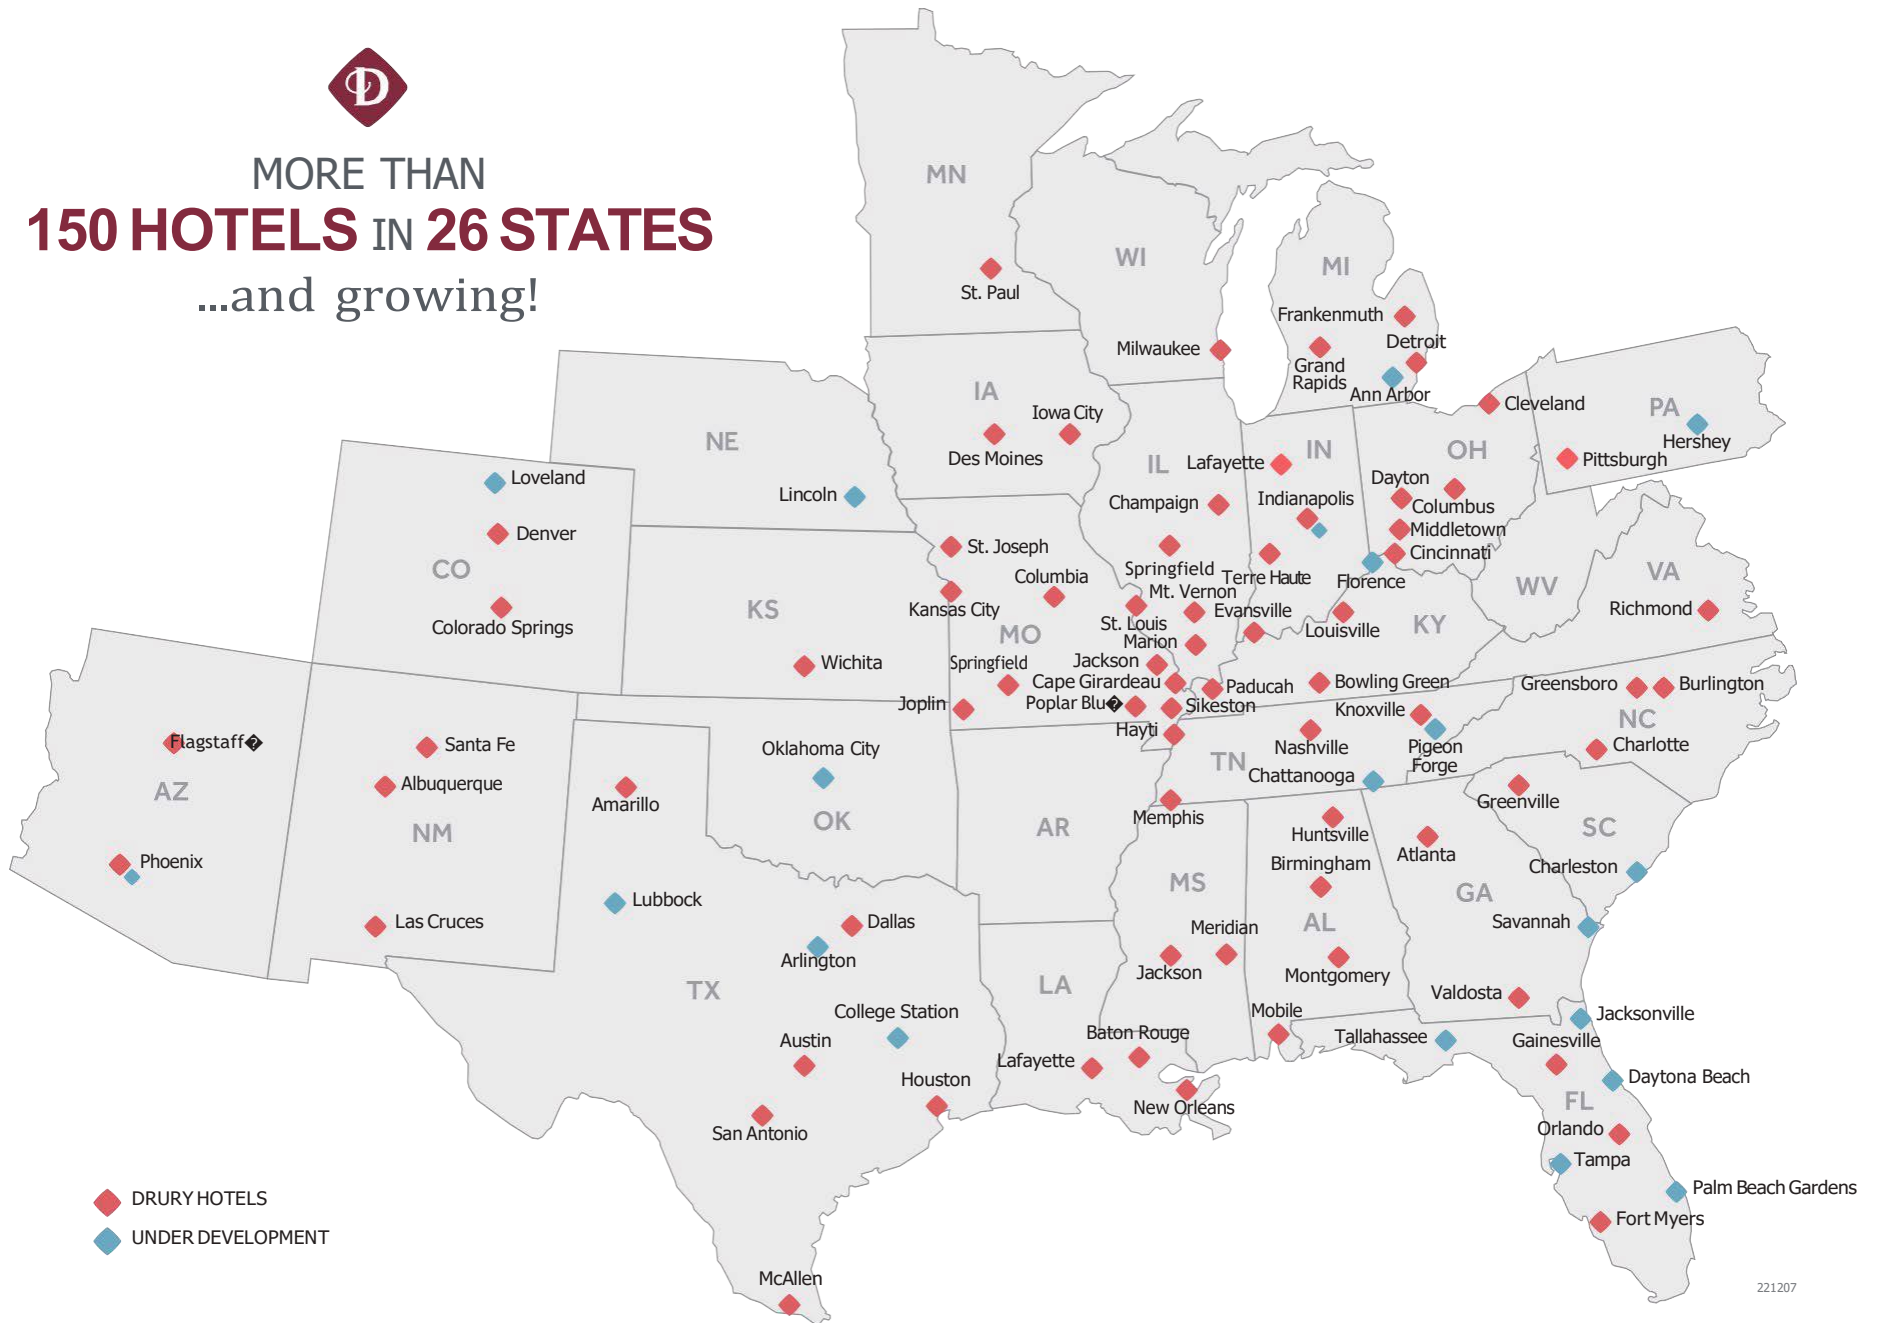 D
MORE THAN
150 HOTELS IN 26 STATES
...and growing!
MN
St. Paul
WI
Milwaukee
MI
Frankenmuth
Detroit
Grand
Rapids
Ann Arbor
IA
Iowa City
Des Moines
NE
Lincoln
Loveland
Denver
CO
Colorado Springs
KS
Wichita
St. Joseph
Kansas City
Columbia
MO
St. Louis
Springfield
Joplin
Jackson
Cape Girardeau
Poplar Blu�
Sikeston
Hayti
IL
Champaign
Springfield
Mt. Vernon
Marion
IN
Lafayette
Indianapolis
Terre Haute
Evansville
OH
Cleveland
Dayton
Columbus
Middletown
Cincinnati
PA
Hershey
Pittsburgh
WV
VA
Richmond
KY
Florence
Louisville
Bowling Green
Paducah
TN
Knoxville
Pigeon
Forge
Nashville
Chattanooga
Memphis
NC
Greensboro
Burlington
Charlotte
SC
Greenville
Charleston
GA
Atlanta
Savannah
Valdosta
AL
Huntsville
Birmingham
Montgomery
Mobile
MS
Meridian
Jackson
AR
LA
Baton Rouge
Lafayette
New Orleans
OK
Oklahoma City
AZ
Flagstaff�
Phoenix
NM
Santa Fe
Albuquerque
Las Cruces
TX
Amarillo
Lubbock
Dallas
Arlington
College Station
Austin
Houston
San Antonio
McAllen
FL
Jacksonville
Tallahassee
Gainesville
Daytona Beach
Orlando
Tampa
Palm Beach Gardens
Fort Myers
DRURY HOTELS
UNDER DEVELOPMENT
221207